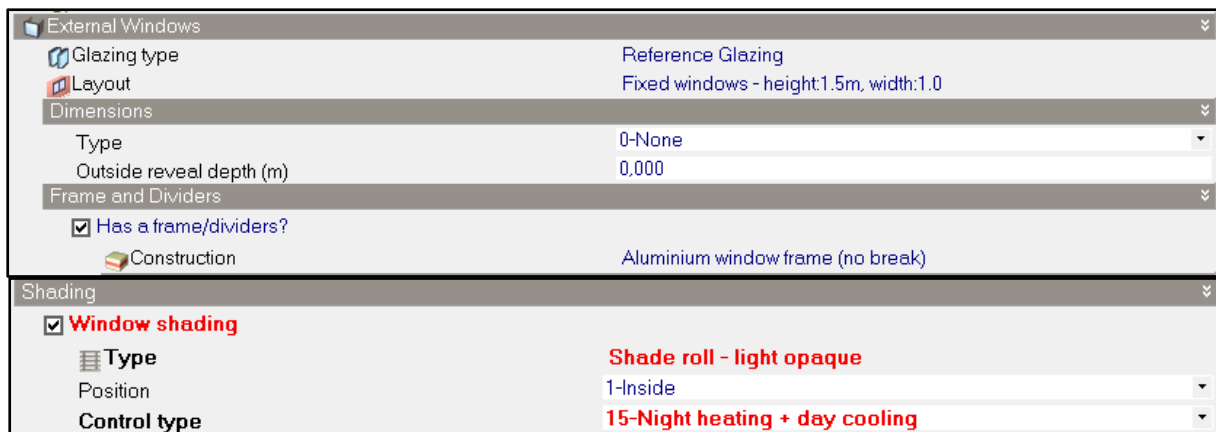 External Windows
Glazing type Reference Glazing
Layout Fixed windows - height:1.5m, width:1.0
Dimensions
Type 0-None
Outside reveal depth (m) 0,000
Frame and Dividers
Has a frame/dividers?
Construction Aluminium window frame (no break)
Shading
Window shading
Type Shade roll - light opaque
Position 1-Inside
Control type 15-Night heating + day cooling